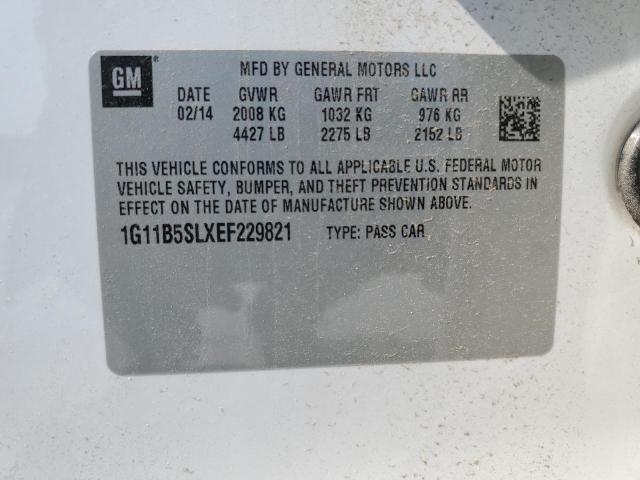 GM
MFD BY GENERAL MOTORS LLC
DATE GVWR GAWR FRT GAWR RR
02/14 2008 KG 1032 KG 976 KG
4427 LB 2275 LB 2152 LB
THIS VEHICLE CONFORMS TO ALL APPLICABLE U.S. FEDERAL MOTOR
VEHICLE SAFETY, BUMPER, AND THEFT PREVENTION STANDARDS IN
EFFECT ON THE DATE OF MANUFACTURE SHOWN ABOVE.
1G11B5SLXEF229821 TYPE: PASS CAR